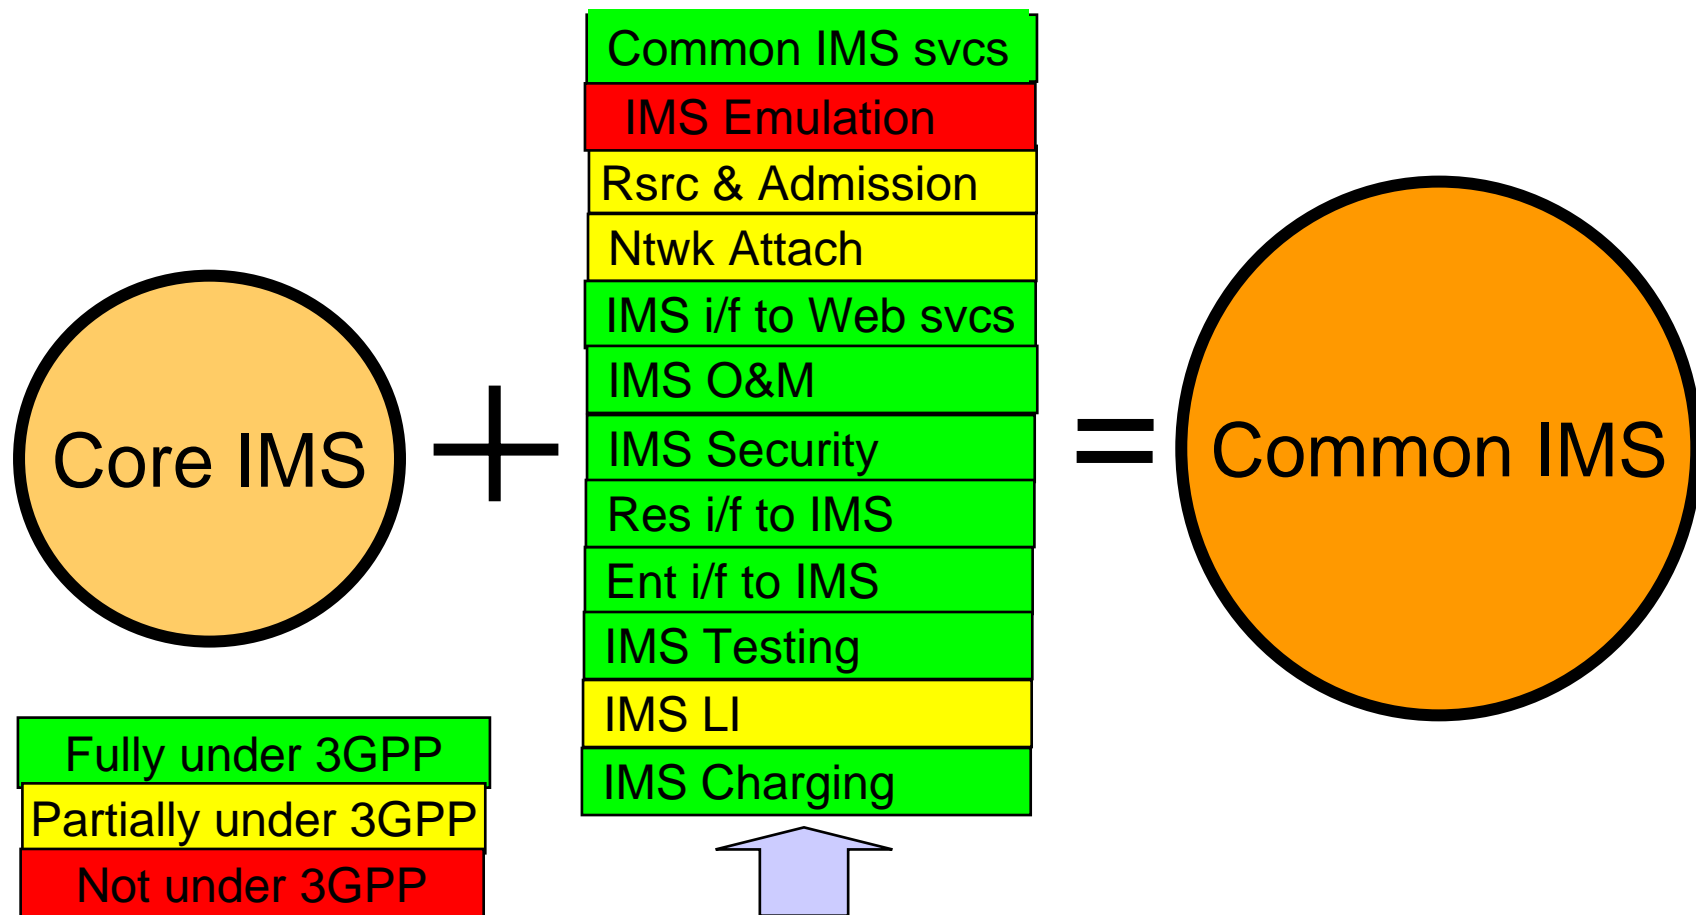 Common IMS svcs
IMS Emulation
Rsrc & Admission
Ntwk Attach
IMS i/f to Web svcs
IMS O&M
IMS Security
Res i/f to IMS
Ent i/f to IMS
IMS Testing
IMS LI
IMS Charging
Core IMS
+
=
Common IMS
Fully under 3GPP
Partially under 3GPP
Not under 3GPP